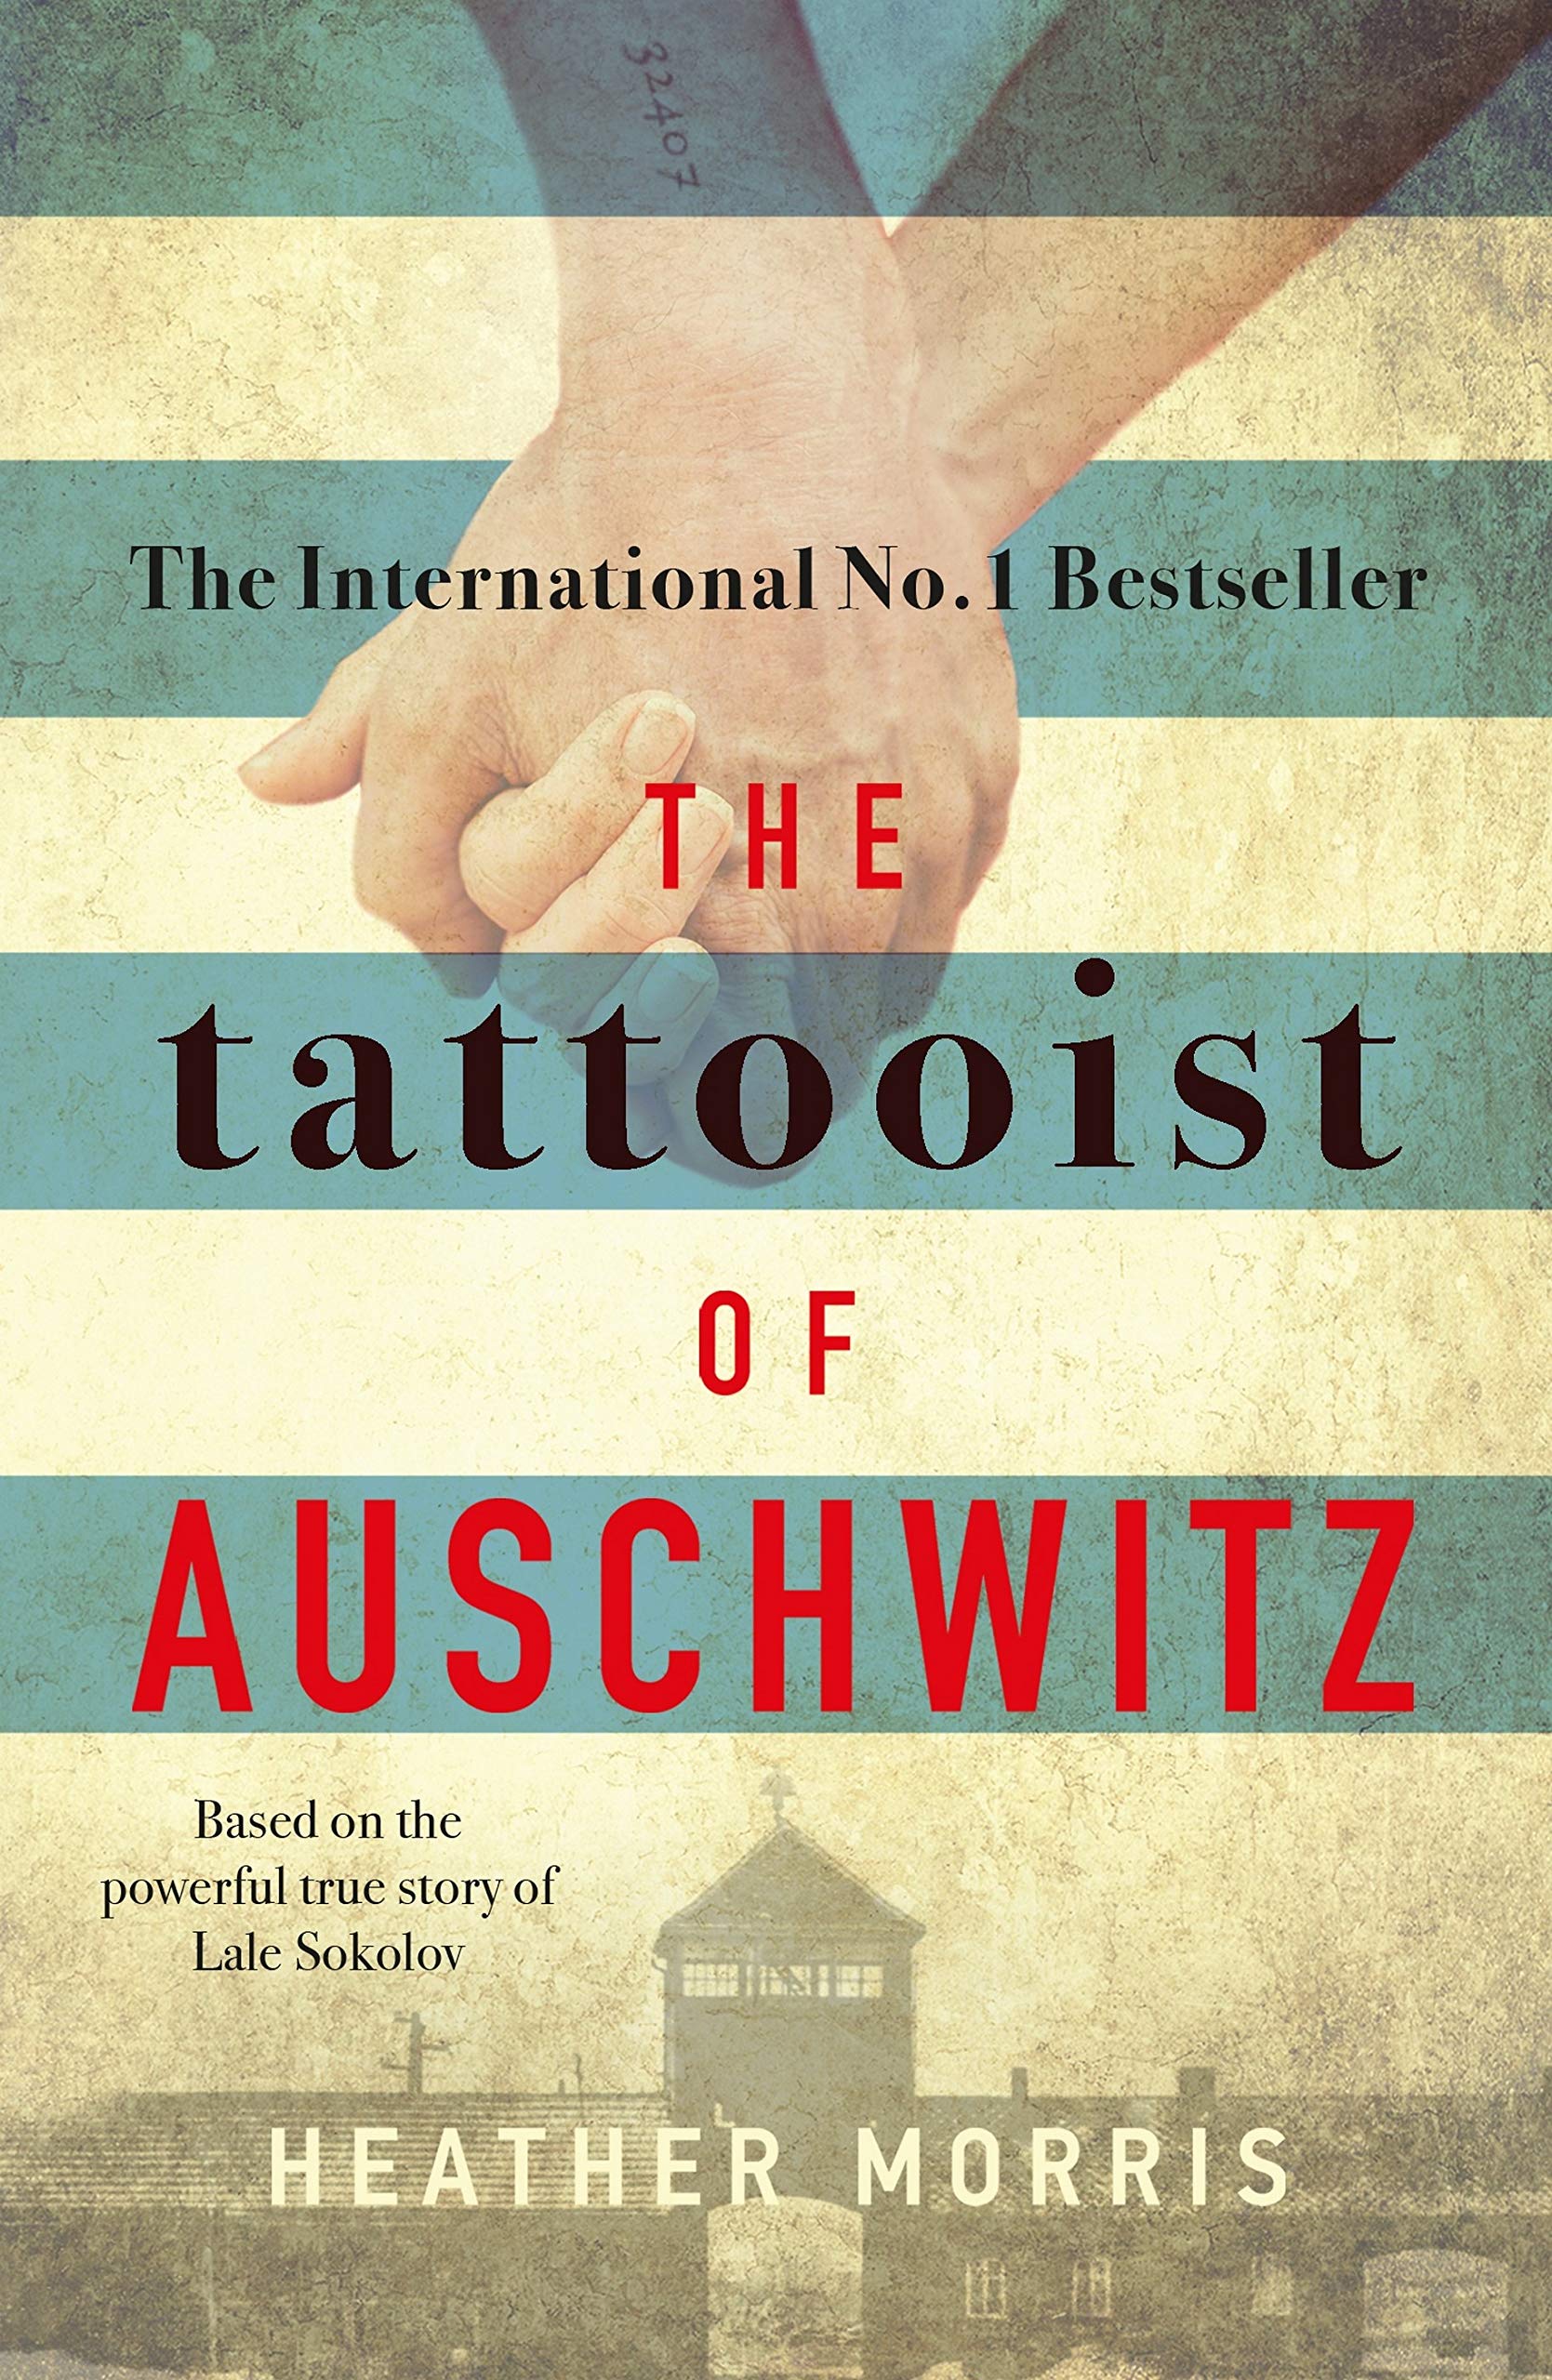 32407
The International No.1 Bestseller
THE
tattooist
OF
AUSCHWITZ
Based on the
powerful true story of
Lale Sokolov
HEATHER MORRIS